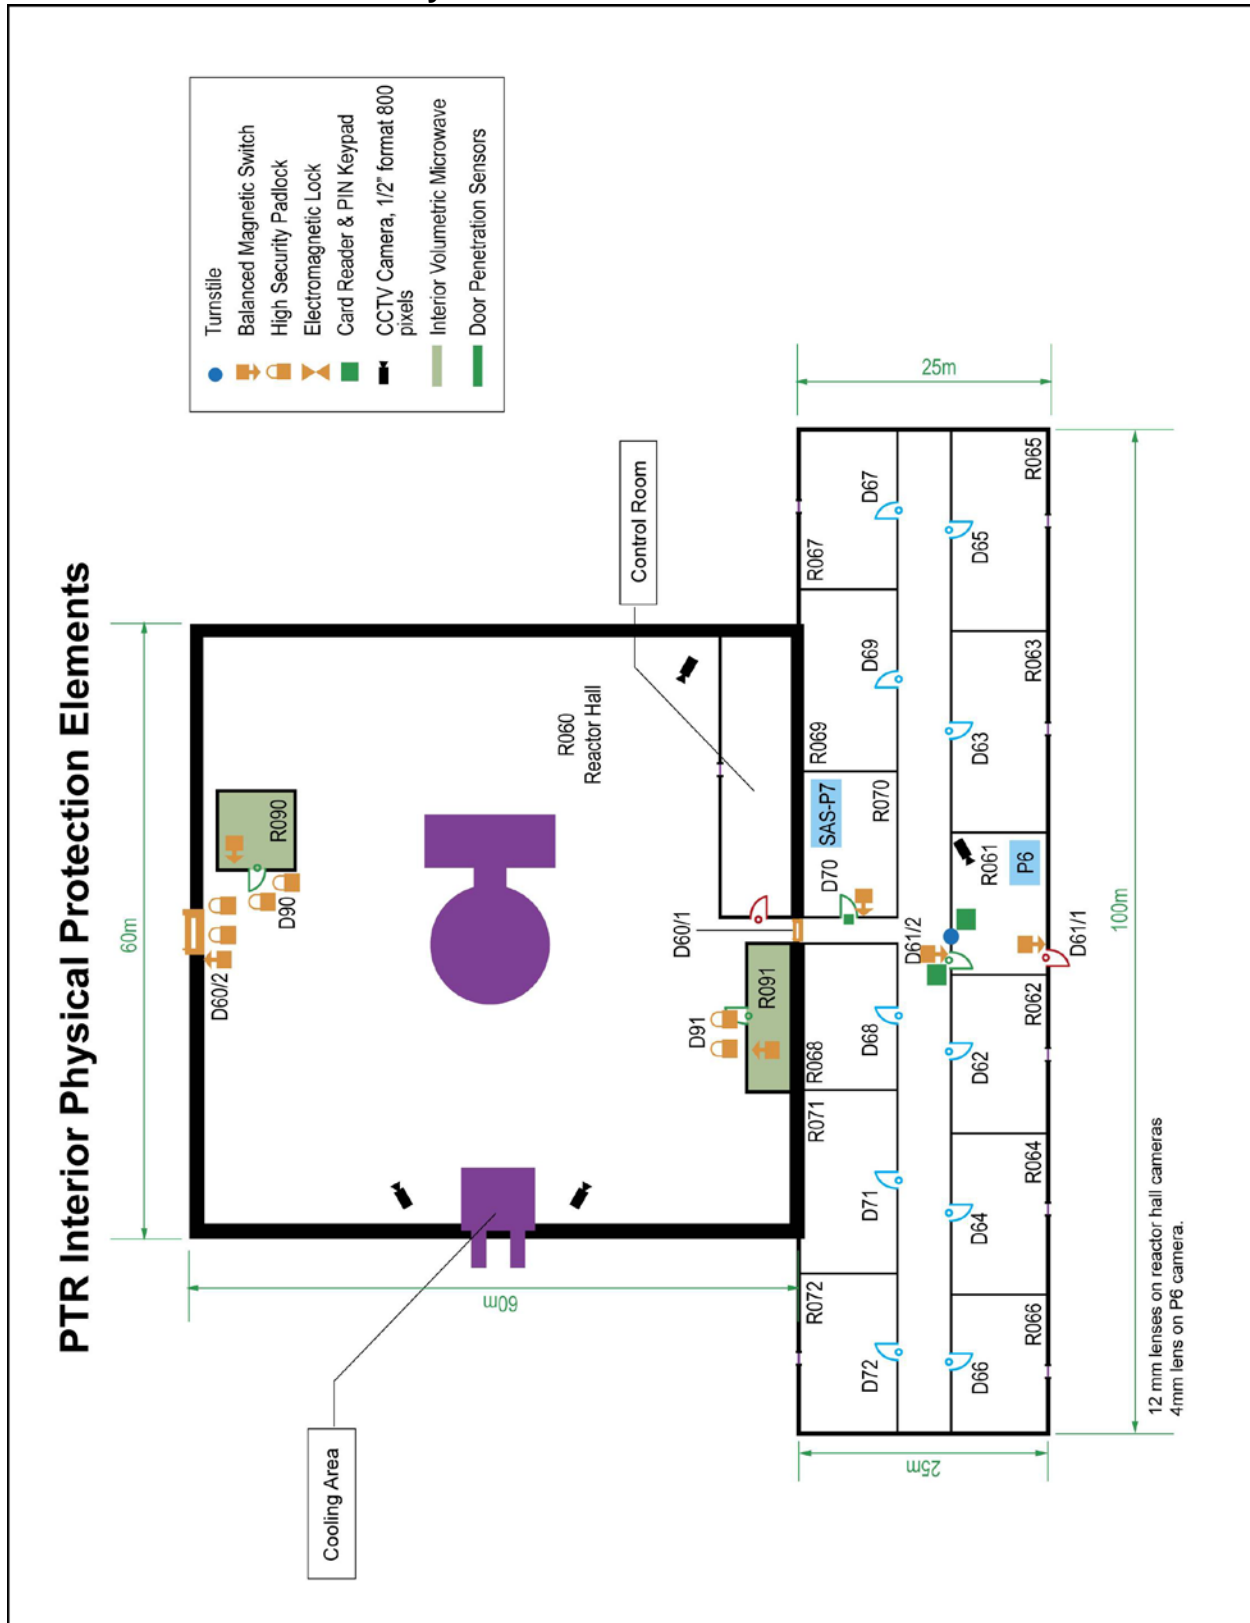 PTR Interior Physical Protection Elements
Turnstile
Balanced Magnetic Switch
High Security Padlock
Electromagnetic Lock
Card Reader & PIN Keypad
CCTV Camera, 1/2" format 800
pixels
Interior Volumetric Microwave
Door Penetration Sensors
60m
60m
Cooling Area
Control Room
R060
Reactor Hall
D60/2
D90
R090
D91
R091
D60/1
R072
R071
R068
D70
SAS-P7
R070
R069
R067
D72
D71
D68
D69
D67
25m
25m
D61/2
D66
D64
D62
D63
D65
R066
R064
R062
R061
P6
R063
R065
D61/1
100m
12 mm lenses on reactor hall cameras
4mm lens on P6 camera.